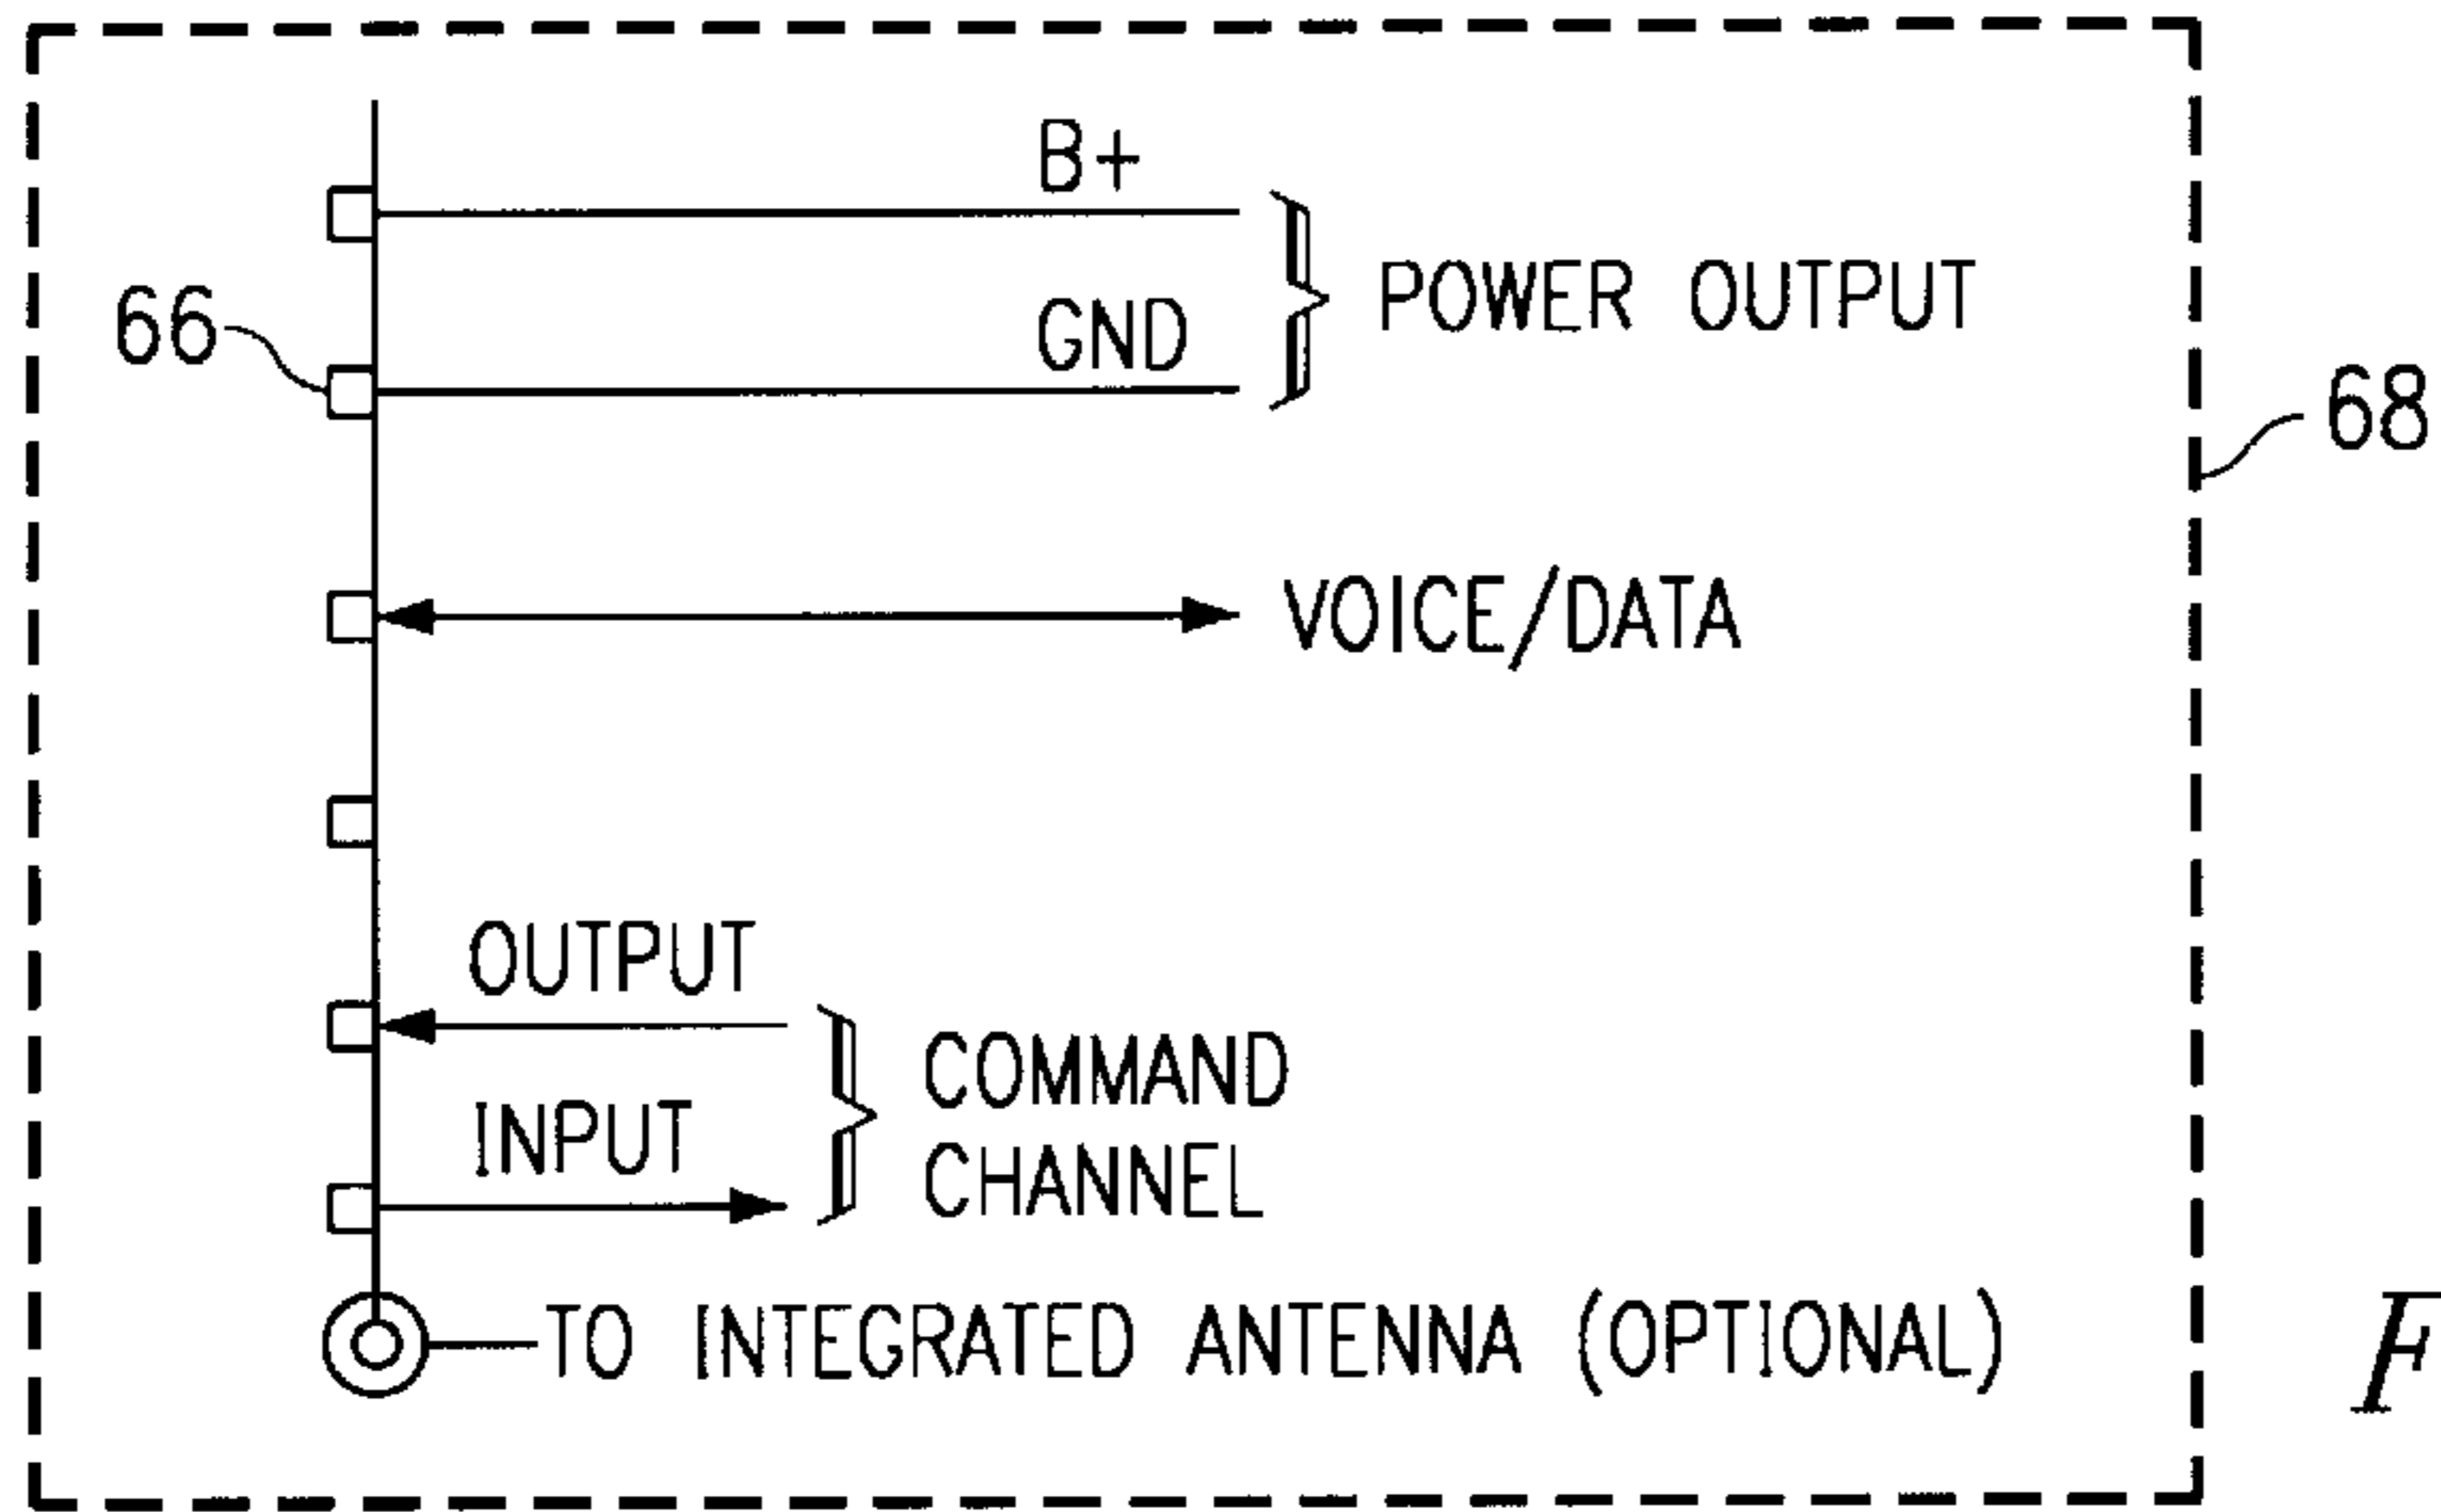 B+
66
GND
POWER OUTPUT
68
VOICE/DATA
OUTPUT
INPUT
COMMAND
CHANNEL
TO INTEGRATED ANTENNA (OPTIONAL)
F